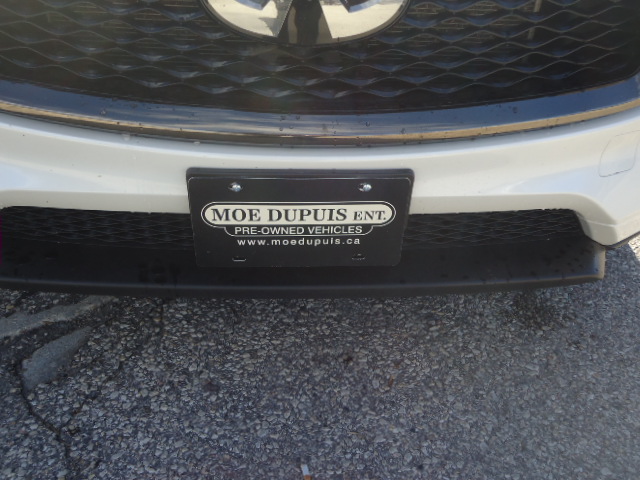 MOE DUPUIS ENT.
PRE-OWNED VEHICLES
www.moedupuis.ca